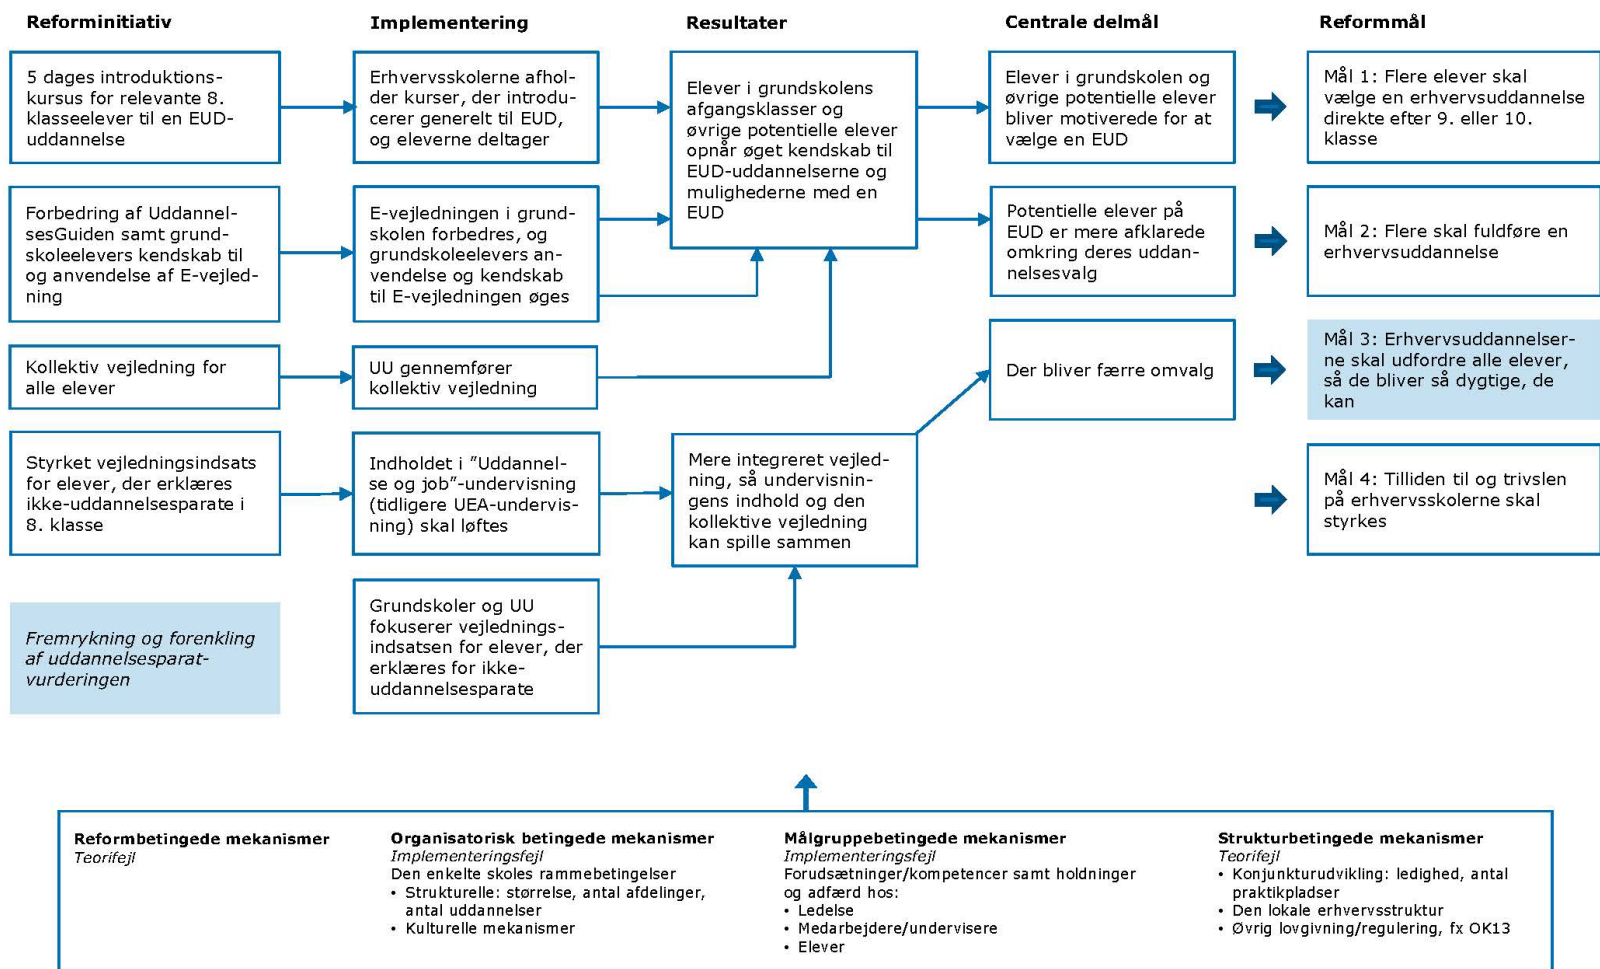 Reforminitiativ
5 dages introduktions-
kursus for relevante 8.
klasseelever til en EUD-
uddannelse
Forbedring af Uddannel-
sesGuiden samt grund-
skoleelevers kendskab til
og anvendelse af E-vejled-
ning
Kollektiv vejledning for
alle elever
Styrket vejledningsindsats
for elever, der erklæres
ikke-uddannelsesparate i
8. klasse
Fremrykning og forenkling
af uddannelsesparat-
vurderingen
Implementering
Erhvervsskolerne afhol-
der kurser, der introdu-
cerer generelt til EUD,
og eleverne deltager
E-vejledningen i grund-
skolen forbedres, og
grundskoleelevers an-
vendelse og kendskab
til E-vejledningen øges
UU gennemfører
kollektiv vejledning
Indholdet i ”Uddannel-
se og job”-undervisning
(tidligere UEA-undervis-
ning) skal løftes
Grundskoler og UU
fokuserer vejlednings-
indsatsen for elever, der
erklæres for ikke-
uddannelsesparate
Resultater
Elever i grundskolens
afgangsklasser og
øvrige potentielle elever
opnår øget kendskab til
EUD-uddannelserne og
mulighederne med en
EUD
Mere integreret vejled-
ning, så undervisnin-
gens indhold og den
kollektive vejledning
kan spille sammen
Centrale delmål
Elever i grundskolen og
øvrige potentielle elever
bliver motiverede for at
vælge en EUD
Potentielle elever på
EUD er mere afklarede
omkring deres uddan-
nelsesvalg
Der bliver færre omvalg
Reformmål
Mål 1: Flere elever skal
vælge en erhvervsuddannelse
direkte efter 9. eller 10.
klasse
Mål 2: Flere skal fuldføre en
erhvervsuddannelse
Mål 3: Erhvervsuddannelser-
ne skal udfordre alle elever,
så de bliver så dygtige, de
kan
Mål 4: Tilliden til og trivslen
på erhvervsskolerne skal
styrkes
Reformbetingede mekanismer
Teorifejl
Organisatorisk betingede mekanismer
Implementeringsfejl
Den enkelte skoles rammebetingelser
• Strukturelle: størrelse, antal afdelinger,
antal uddannelser
• Kulturelle mekanismer
Målgruppebetingede mekanismer
Implementeringsfejl
Forudsætninger/kompetencer samt holdninger
og adfærd hos:
• Ledelse
• Medarbejdere/undervisere
• Elever
Strukturbetingede mekanismer
Teorifejl
• Konjunkturudvikling: ledighed, antal
praktikpladser
• Den lokale erhvervsstruktur
• Øvrig lovgivning/regulering, fx OK13